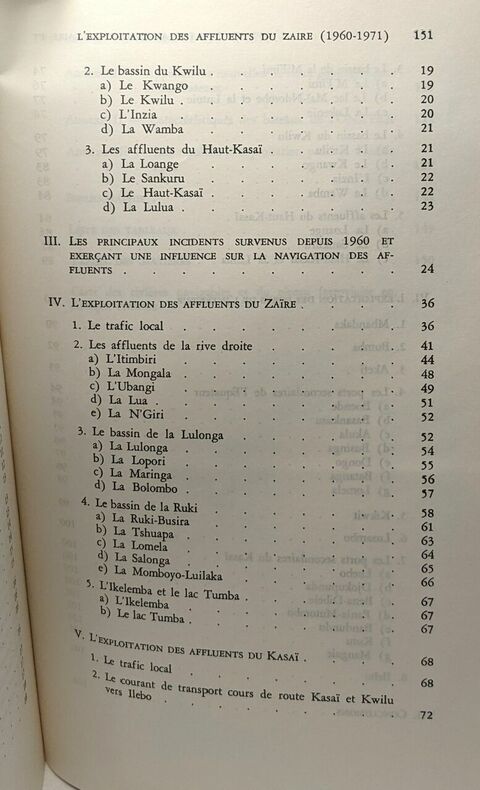 L'EXPLOITATION DES AFFLUENTS DU ZAIRE (1960-1971) 151
2. Le bassin du Kwilu . . . . . . . . 19
a) Le Kwango . . . . . . . . 19
b) Le Kwilu . . . . . . . . 20
c) L'Inzia . . . . . . . . 20
d) La Wamba . . . . . . . . 21
3. Les affluents du Haut-Kasaï . . . . . . 21
a) La Loange . . . . . . . . 21
b) Le Sankuru . . . . . . . . 22
c) Le Haut-Kasaï . . . . . . . . 22
d) La Lulua . . . . . . . . 23
III. LES PRINCIPAUX INCIDENTS SURVENUS DEPUIS 1960 ET
EXERÇANT UNE INFLUENCE SUR LA NAVIGATION DES AF-
FLUENTS . . . . . . . . . . 24
IV. L'EXPLOITATION DES AFFLUENTS DU ZAÏRE . . . . 36
1. Le trafic local . . . . . . . . 36
2. Les affluents de la rive droite . . . . . . 41
a) L'Itimbiri . . . . . . . . 44
b) La Mongala . . . . . . . . 48
c) L'Ubangi . . . . . . . . 49
d) La Lua . . . . . . . . 51
e) La N'Giri . . . . . . . . 52
3. Le bassin de la Lulonga . . . . . . 52
a) La Lulonga . . . . . . . . 54
b) La Lopori . . . . . . . . 55
c) La Maringa . . . . . . . . 56
d) La Bolombo . . . . . . . . 57
4. Le bassin de la Ruki . . . . . . . . 58
a) La Ruki-Busira . . . . . . . . 61
b) La Tshuapa . . . . . . . . 63
c) La Lomela . . . . . . . . 64
d) La Salonga . . . . . . . . 65
e) La Momboyo-Luilaka . . . . . . 66
5. L'Ikelemba et le lac Tumba . . . . . . 67
a) L'Ikelemba . . . . . . . . 67
b) Le lac Tumba . . . . . . . . 67
V. L'EXPLOITATION DES AFFLUENTS DU KASAÏ . . . . 68
1. Le trafic local . . . . . . . . 68
2. Le courant de transport cours de route Kasaï et Kwilu
vers Ilebo . . . . . . . . 72